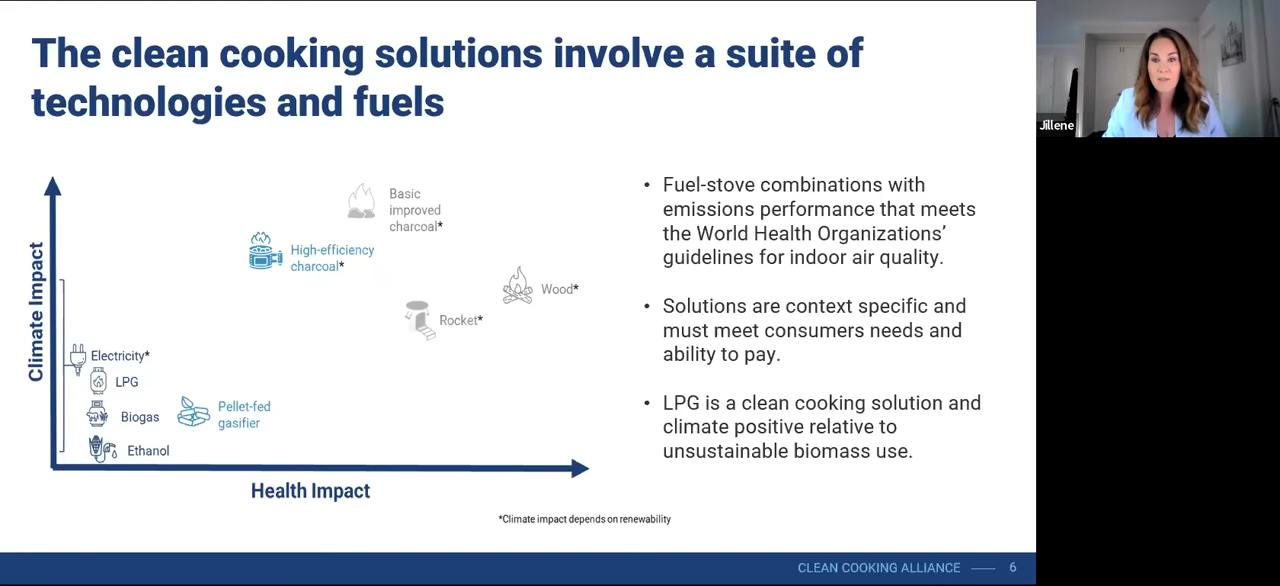 The clean cooking solutions involve a suite of
technologies and fuels
Climate Impact
Basic
improved
charcoal*
High-efficiency
charcoal*
Wood*
Rocket*
Electricity*
LPG
Biogas
Pellet-fed
gasifier
Ethanol
Health Impact
*Climate impact depends on renewability
• Fuel-stove combinations with
emissions performance that meets
the World Health Organizations’
guidelines for indoor air quality.
• Solutions are context specific and
must meet consumers needs and
ability to pay.
• LPG is a clean cooking solution and
climate positive relative to
unsustainable biomass use.
CLEAN COOKING ALLIANCE 6
Jillene